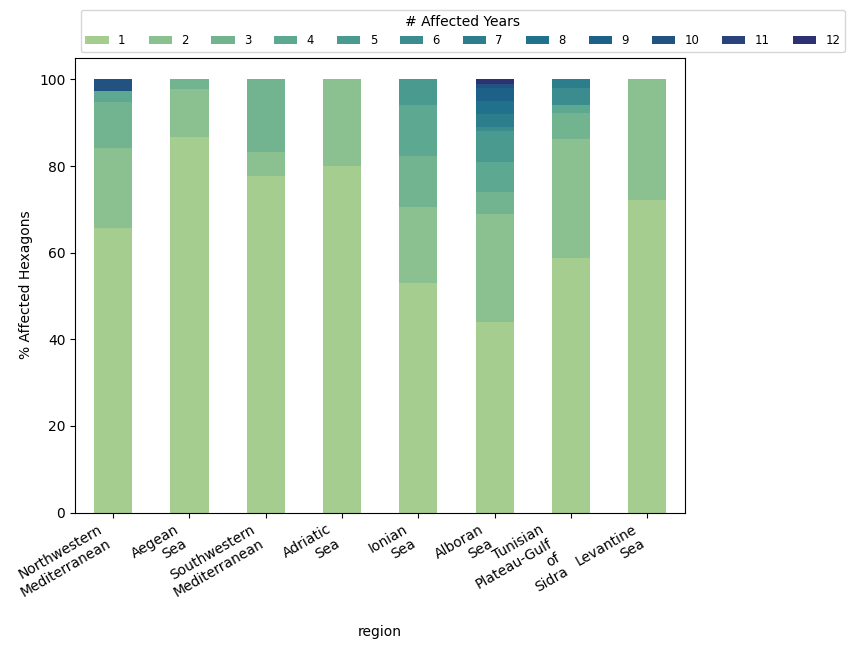 # Affected Years
1 2 3 4 5 6 7 8 9 10 11 12
100
80
60
40
20
0
% Affected Hexagons
Northwestern
Mediterranean
Aegean
Sea
Southwestern
Mediterranean
Adriatic
Sea
Ionian
Sea
Alboran
Sea
Tunisian
Plateau-Gulf
of
Sidra
Levantine
Sea
region